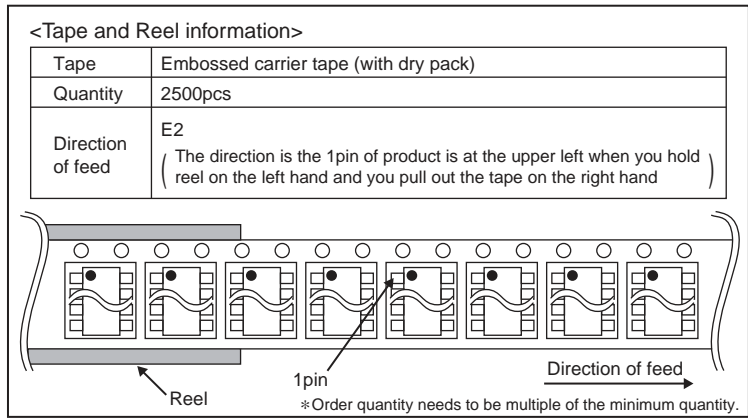 <Tape and Reel information>
Tape Embossed carrier tape (with dry pack)
Quantity 2500pcs
Direction of feed E2
( The direction is the 1pin of product is at the upper left when you hold
reel on the left hand and you pull out the tape on the right hand )
1pin
Reel
Direction of feed
*Order quantity needs to be multiple of the minimum quantity.